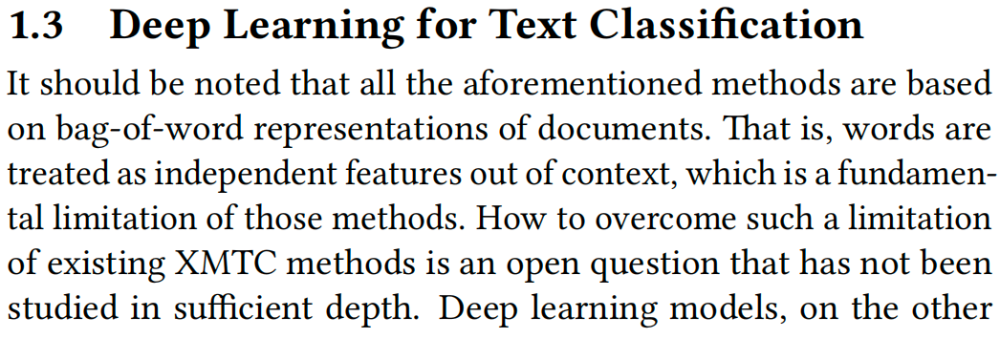 1.3 Deep Learning for Text Classification
It should be noted that all the aforementioned methods are based
on bag-of-word representations of documents. That is, words are
treated as independent features out of context, which is a fundamen-
tal limitation of those methods. How to overcome such a limitation
of existing XMTC methods is an open question that has not been
studied in sufficient depth. Deep learning models, on the other